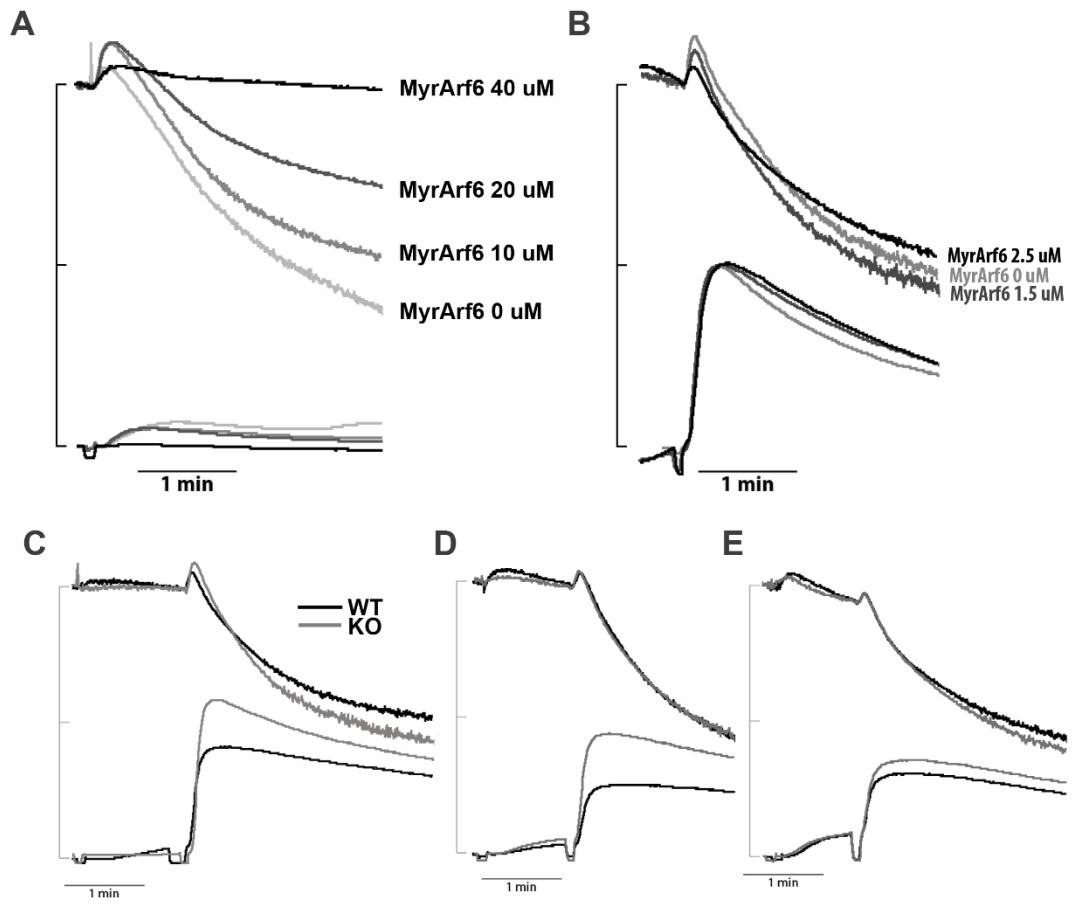 A
B
MyrArf6 40 uM
MyrArf6 20 uM
MyrArf6 10 uM
MyrArf6 0 uM
MyrArf6 2.5 uM
MyrArf6 0 uM
MyrArf6 1.5 uM
1 min
1 min
C
D
E
WT
KO
1 min
1 min
1 min